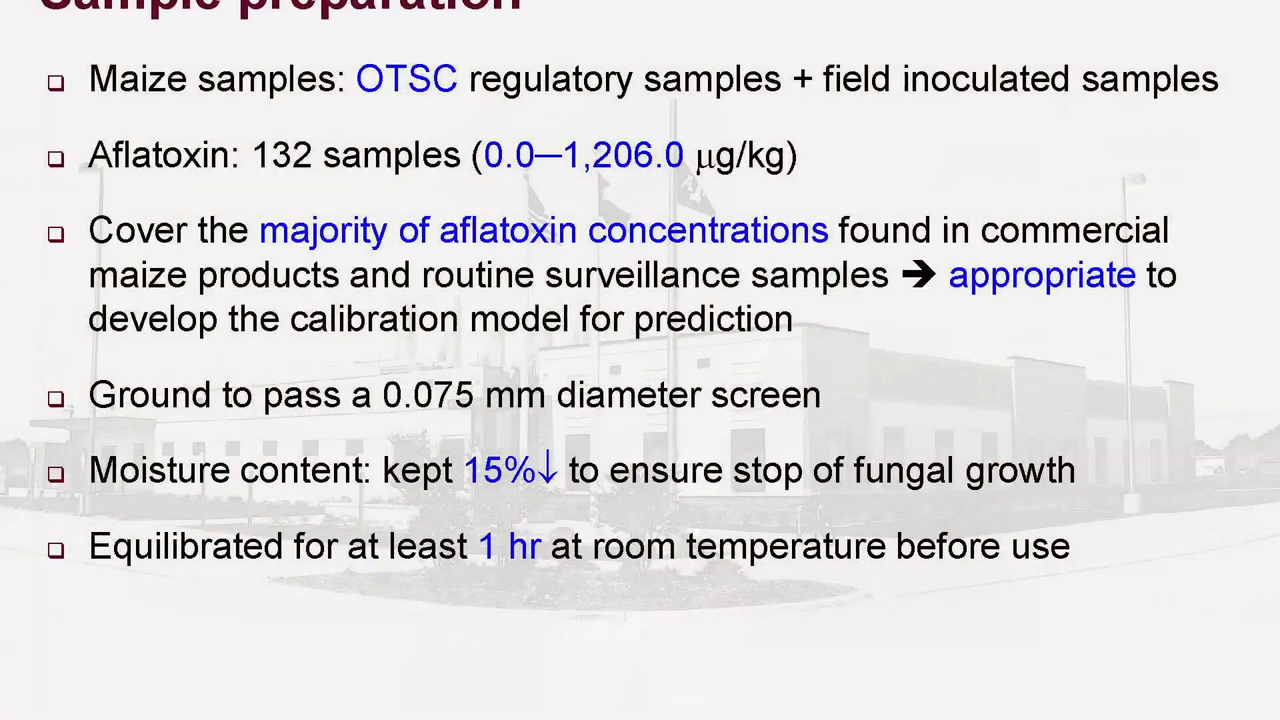 Sample preparation
Maize samples: OTSC regulatory samples + field inoculated samples
Aflatoxin: 132 samples (0.0─1,206.0 μg/kg)
Cover the majority of aflatoxin concentrations found in commercial
maize products and routine surveillance samples ➔ appropriate to
develop the calibration model for prediction
Ground to pass a 0.075 mm diameter screen
Moisture content: kept 15%↓ to ensure stop of fungal growth
Equilibrated for at least 1 hr at room temperature before use